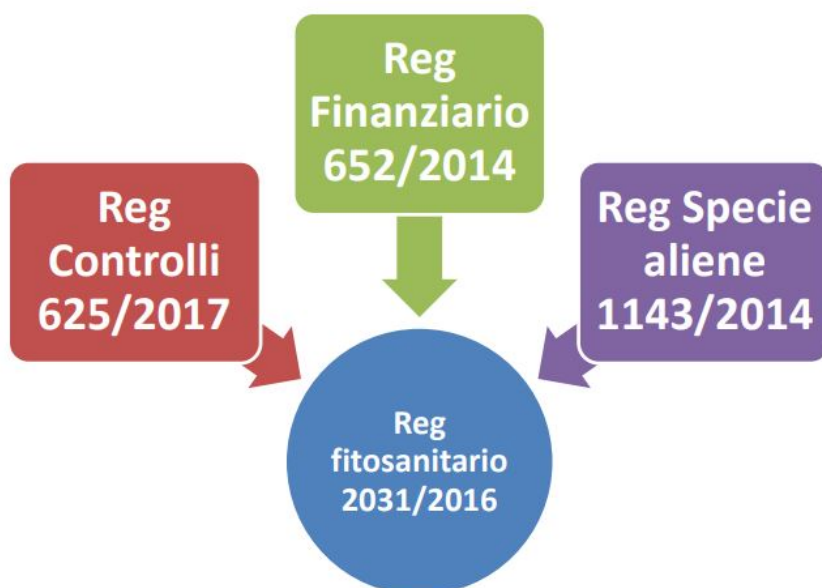 Reg
Finanziario
652/2014
Reg
Controlli
625/2017
Reg Specie
aliene
1143/2014
Reg
fitosanitario
2031/2016